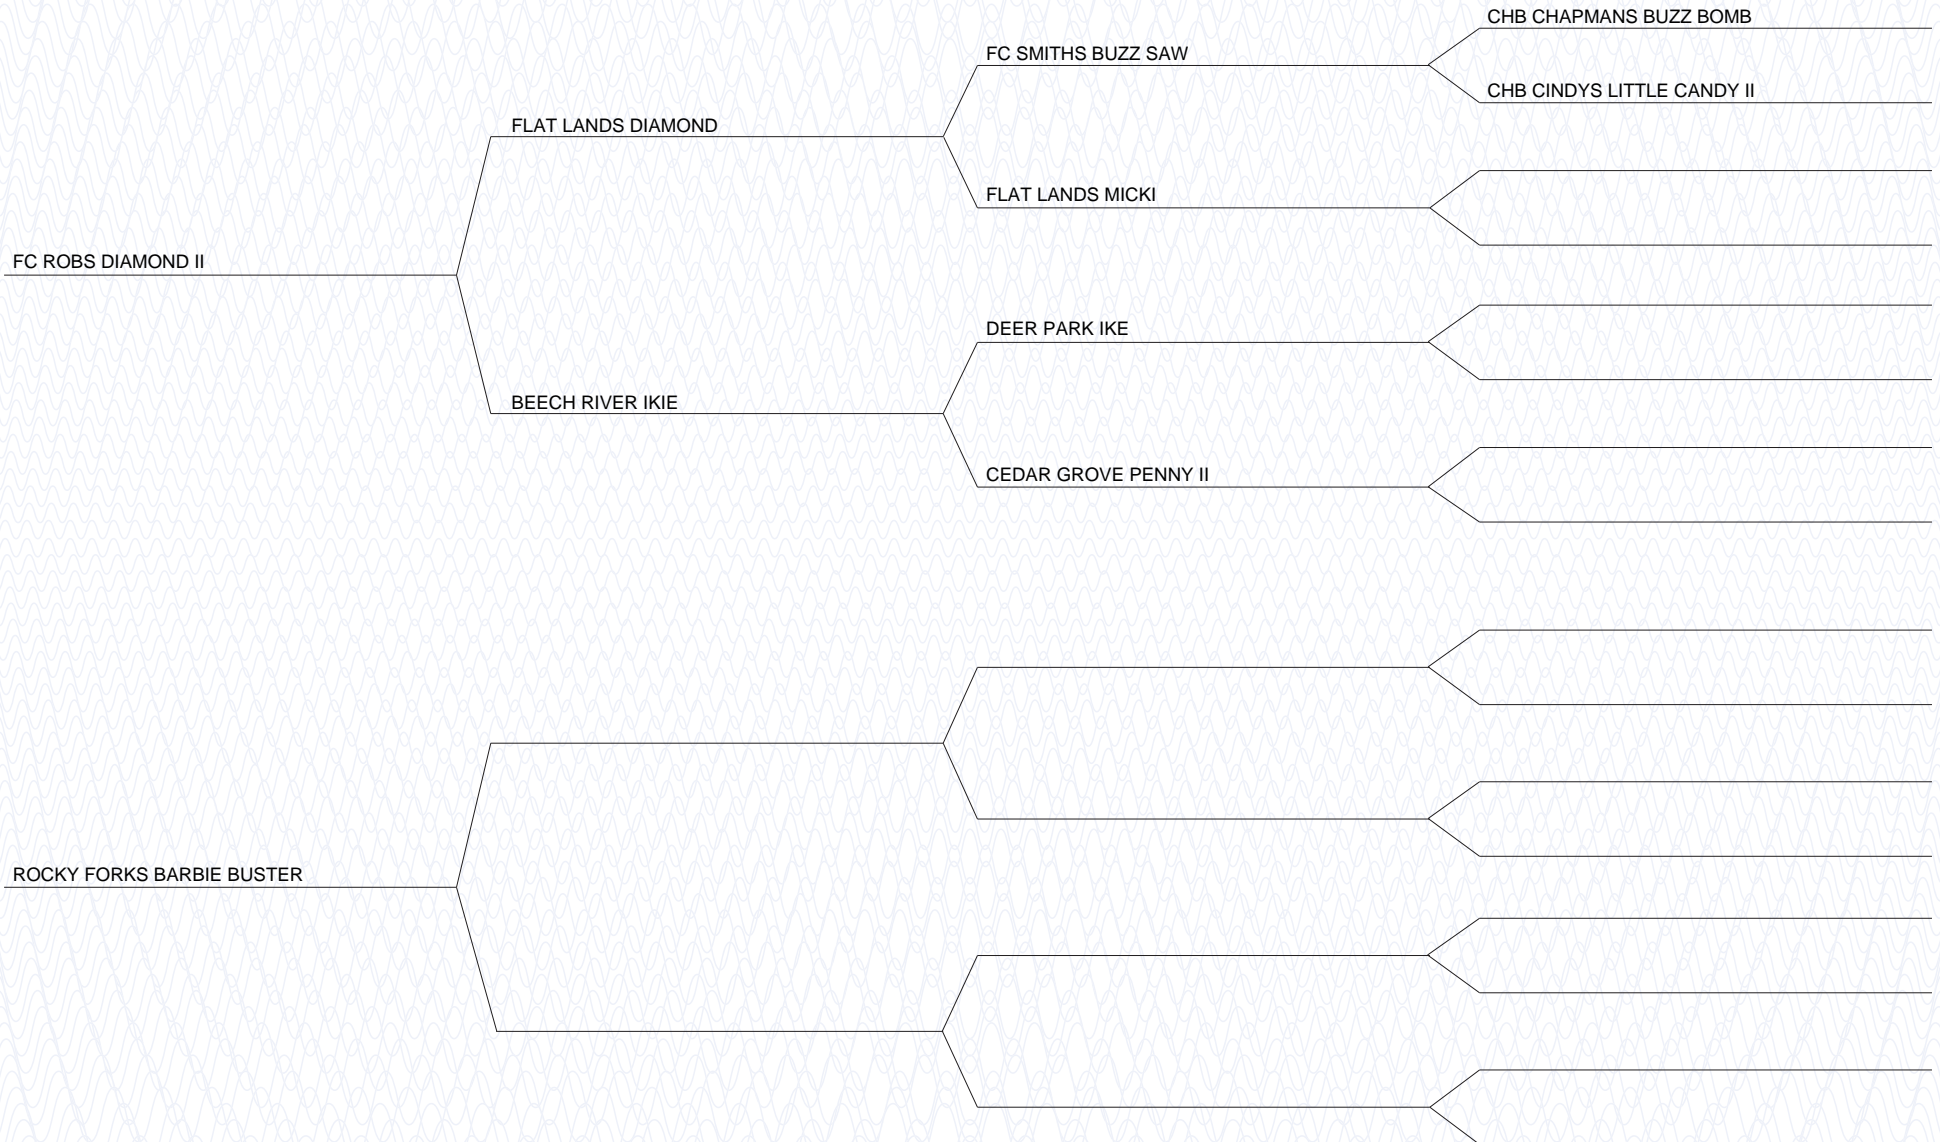 CHB CHAPMANS BUZZ BOMB
FC SMITHS BUZZ SAW
CHB CINDYS LITTLE CANDY II
FLAT LANDS DIAMOND
FLAT LANDS MICKI
FC ROBS DIAMOND II
DEER PARK IKE
BEECH RIVER IKIE
CEDAR GROVE PENNY II
ROCKY FORKS BARBIE BUSTER